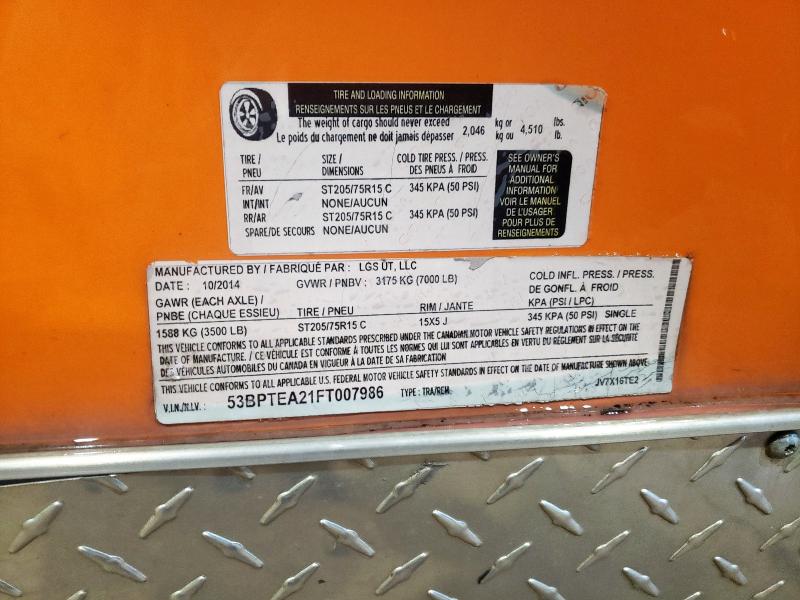 TIRE AND LOADING INFORMATION
RENSEIGNEMENTS SUR LES PNEUS ET LE CHARGEMENT
The weight of cargo should never exceed 2,046 kg or 4,510 lbs.
Le poids du chargement ne doit jamais dépasser kg ou lb.
TIRE / SIZE / COLD TIRE PRESS. / PRESS.
PNEU DIMENSIONS DES PNEUS À FROID
FR/AV ST205/75R15 C 345 KPA (50 PSI)
INT/INT NONE/AUCUN
RR/AR ST205/75R15 C 345 KPA (50 PSI)
SPARE/DE SECOURS NONE/AUCUN
SEE OWNER'S
MANUAL FOR
ADDITIONAL
INFORMATION
VOIR LE MANUEL
DE L'USAGER
POUR PLUS DE
RENSEIGNEMENTS
MANUFACTURED BY / FABRIQUÉ PAR : LGS UT, LLC
DATE : 10/2014 GVWR / PNBV : 3175 KG (7000 LB) COLD INFL. PRESS. / PRESS.
DE GONFL. À FROID
GAWR (EACH AXLE) / KPA (PSI / LPC)
PNBE (CHAQUE ESSIEU) TIRE / PNEU RIM / JANTE
1588 KG (3500 LB) ST205/75R15 C 15X5 J 345 KPA (50 PSI) SINGLE
THIS VEHICLE CONFORMS TO ALL APPLICABLE STANDARDS PRESCRIBED UNDER THE CANADIAN MOTOR VEHICLE SAFETY REGULATIONS IN EFFECT ON THE
DATE OF MANUFACTURE. / CE VÉHICULE EST CONFORME À TOUTES LES NORMES QUI LUI SONT APPLICABLES EN VERTU DU RÈGLEMENT SUR LA SÉCURITÉ
DES VÉHICULES AUTOMOBILES DU CANADA EN VIGUEUR À LA DATE DE SA FABRICATION
THIS VEHICLE CONFORMS TO ALL APPLICABLE U.S. FEDERAL MOTOR VEHICLE SAFETY STANDARDS IN EFFECT ON THE DATE OF MANUFACTURE SHOWN ABOVE.
V.I.N./N.I.V.: 53BPTEA21FT007986 TYPE : TRA/REM JV7X16TE2